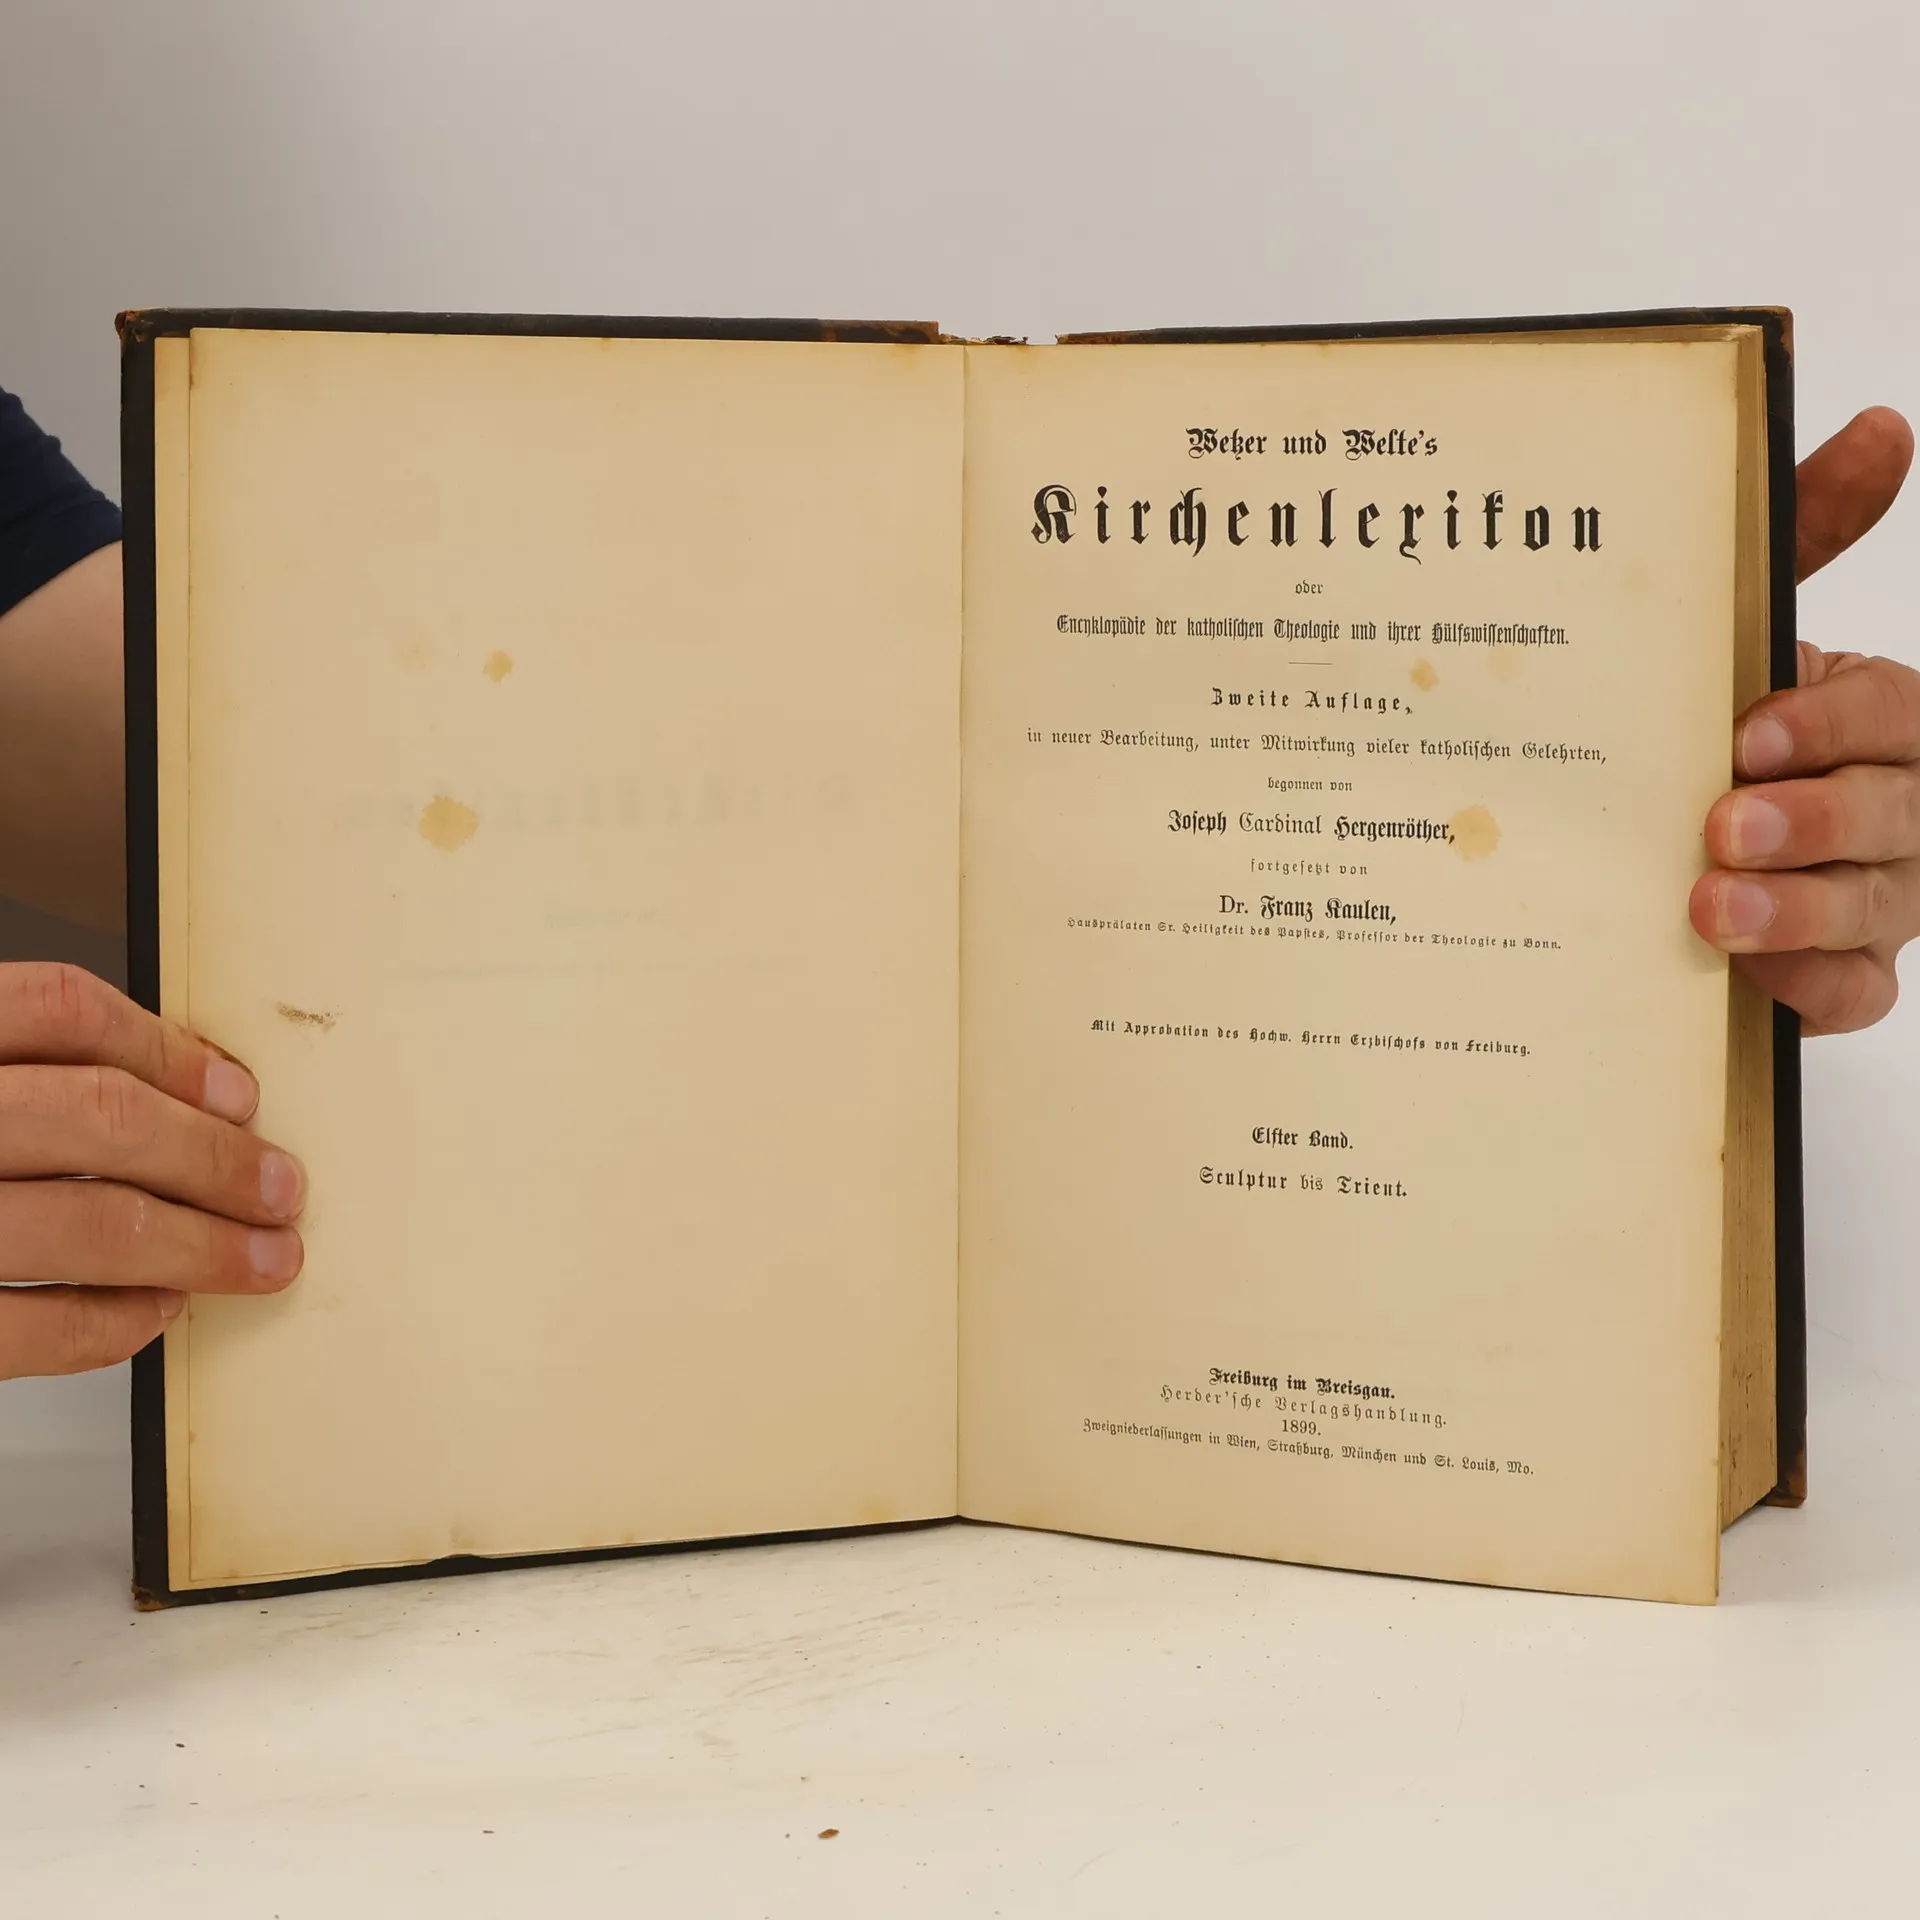 Wetzer und Welte's
Kirchenlexikon
oder
Encyklopädie der katholischen Theologie und ihrer Hülfswissenschaften.
Zweite Auflage,
in neuer Bearbeitung, unter Mitwirkung vieler katholischen Gelehrten,
begonnen von
Joseph Cardinal Hergenröther,
fortgesetzt von
Dr. Franz Kaulen,
Hausprälaten Sr. Heiligkeit des Papstes, Professor der Theologie zu Bonn.
Mit Approbation des Hochw. Herrn Erzbischofs von Freiburg.
Elfter Band.
Sculptur bis Trient.
Freiburg im Breisgau.
Herder'sche Verlagshandlung.
1899.
Zweigniederlassungen in Wien, Straßburg, München und St. Louis, Mo.